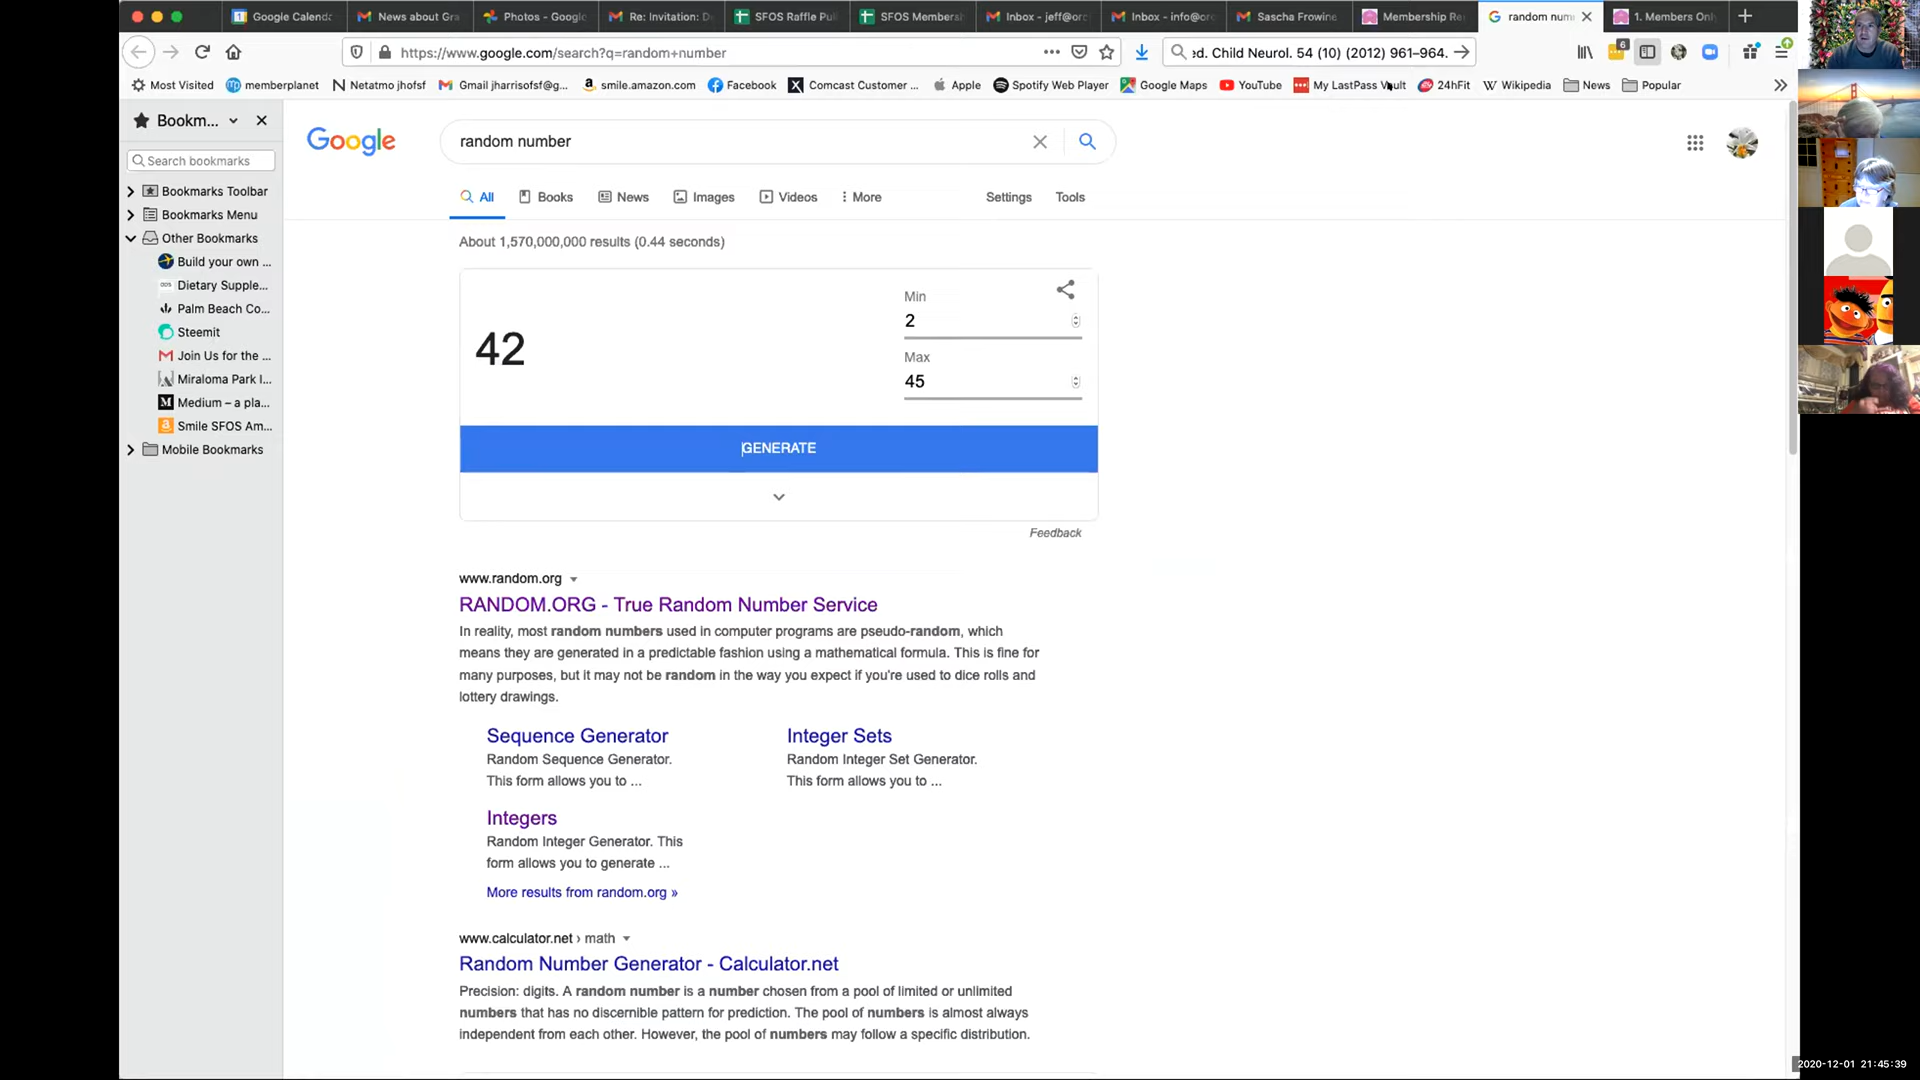 Google Calend
News about Gra
Photos - Googl
Re: Invitation: D
SFOS Raffle Pul
SFOS Membersh
Inbox - jeff@orc
Inbox - info@orc
Sascha Frowine
Membership Re
random num
1. Members Onl
https://www.google.com/search?q=random+number
ed. Child Neurol. 54 (10) (2012) 961–964.
6
Most Visited
memberplanet
Netatmo jhofsf
Gmail jharrisofsf@g...
smile.amazon.com
Facebook
Comcast Customer ...
Apple
Spotify Web Player
Google Maps
YouTube
My LastPass Vault
24hFit
Wikipedia
News
Popular
Bookm...
Search bookmarks
Bookmarks Toolbar
Bookmarks Menu
Other Bookmarks
Build your own ...
Dietary Supple...
Palm Beach Co...
Steemit
Join Us for the ...
Miraloma Park I...
Medium – a pla...
Smile SFOS Am...
Mobile Bookmarks
Google
random number
All
Books
News
Images
Videos
More
Settings
Tools
About 1,570,000,000 results (0.44 seconds)
42
Min
2
Max
45
GENERATE
Feedback
www.random.org
RANDOM.ORG - True Random Number Service
In reality, most random numbers used in computer programs are pseudo-random, which
means they are generated in a predictable fashion using a mathematical formula. This is fine for
many purposes, but it may not be random in the way you expect if you're used to dice rolls and
lottery drawings.
Sequence Generator
Random Sequence Generator.
This form allows you to ...
Integer Sets
Random Integer Set Generator.
This form allows you to ...
Integers
Random Integer Generator. This
form allows you to generate ...
More results from random.org »
www.calculator.net › math
Random Number Generator - Calculator.net
Precision: digits. A random number is a number chosen from a pool of limited or unlimited
numbers that has no discernible pattern for prediction. The pool of numbers is almost always
independent from each other. However, the pool of numbers may follow a specific distribution.
2020-12-01 21:45:39